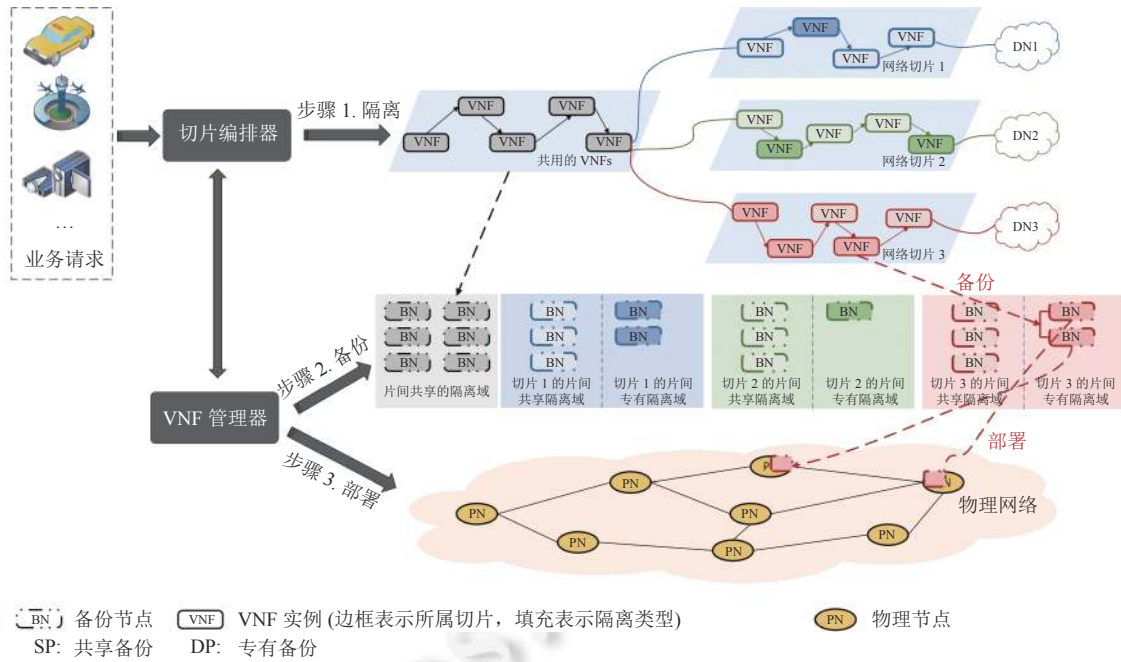 VNF
VNF
VNF
VNF
VNF
网络切片 1
DN1
步骤 1. 隔离
切片编排器
VNF
VNF
VNF
VNF
VNF
共用的 VNFs
VNF
VNF
VNF
VNF
VNF
网络切片 2
DN2
VNF
VNF
VNF
VNF
VNF
网络切片 3
DN3
…
业务请求
备份
步骤 2. 备份
BN BN
BN BN
BN BN
片间共享的隔离域
BN
BN
BN
切片 1 的片间
共享隔离域
BN
BN
切片 1 的片间
专有隔离域
BN
BN
BN
切片 2 的片间
共享隔离域
BN
切片 2 的片间
专有隔离域
BN
BN
BN
切片 3 的片间
共享隔离域
BN
BN
切片 3 的片间
专有隔离域
VNF 管理器
步骤 3. 部署
部署
PN
PN
PN
PN
PN
PN
PN
物理网络
BN 备份节点
VNF VNF 实例 (边框表示所属切片，填充表示隔离类型)
PN 物理节点
SP: 共享备份 DP: 专有备份